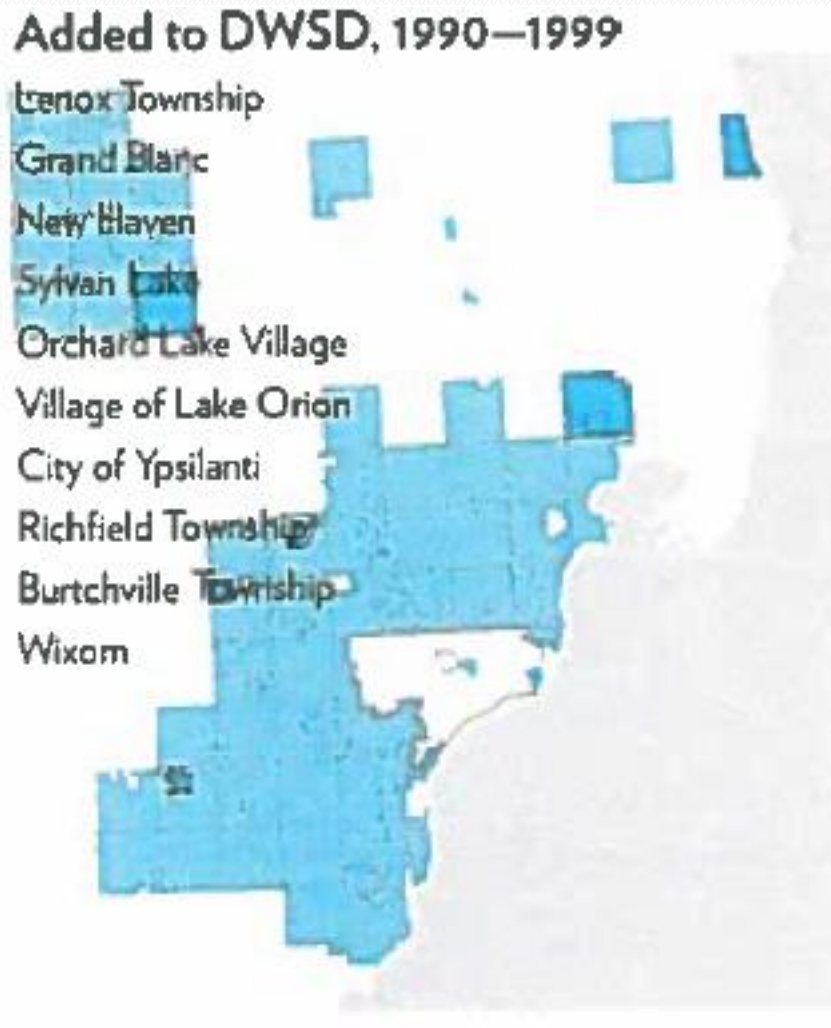 Added to DWSD, 1990—1999
Lenox Township
Grand Blanc
New Haven
Sylvan Lake
Orchard Lake Village
Village of Lake Orion
City of Ypsilanti
Richfield Township
Burtchville Township
Wixom